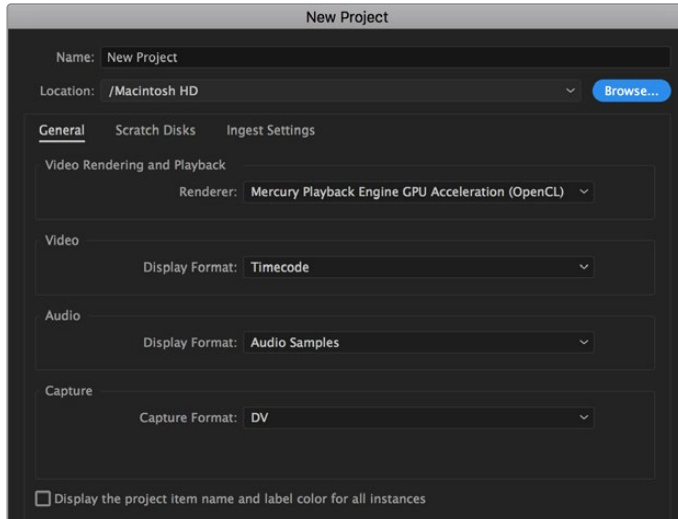 New Project
Name: New Project
Location: /Macintosh HD Browse...
General Scratch Disks Ingest Settings
Video Rendering and Playback
Renderer: Mercury Playback Engine GPU Acceleration (OpenCL)
Video
Display Format: Timecode
Audio
Display Format: Audio Samples
Capture
Capture Format: DV
Display the project item name and label color for all instances